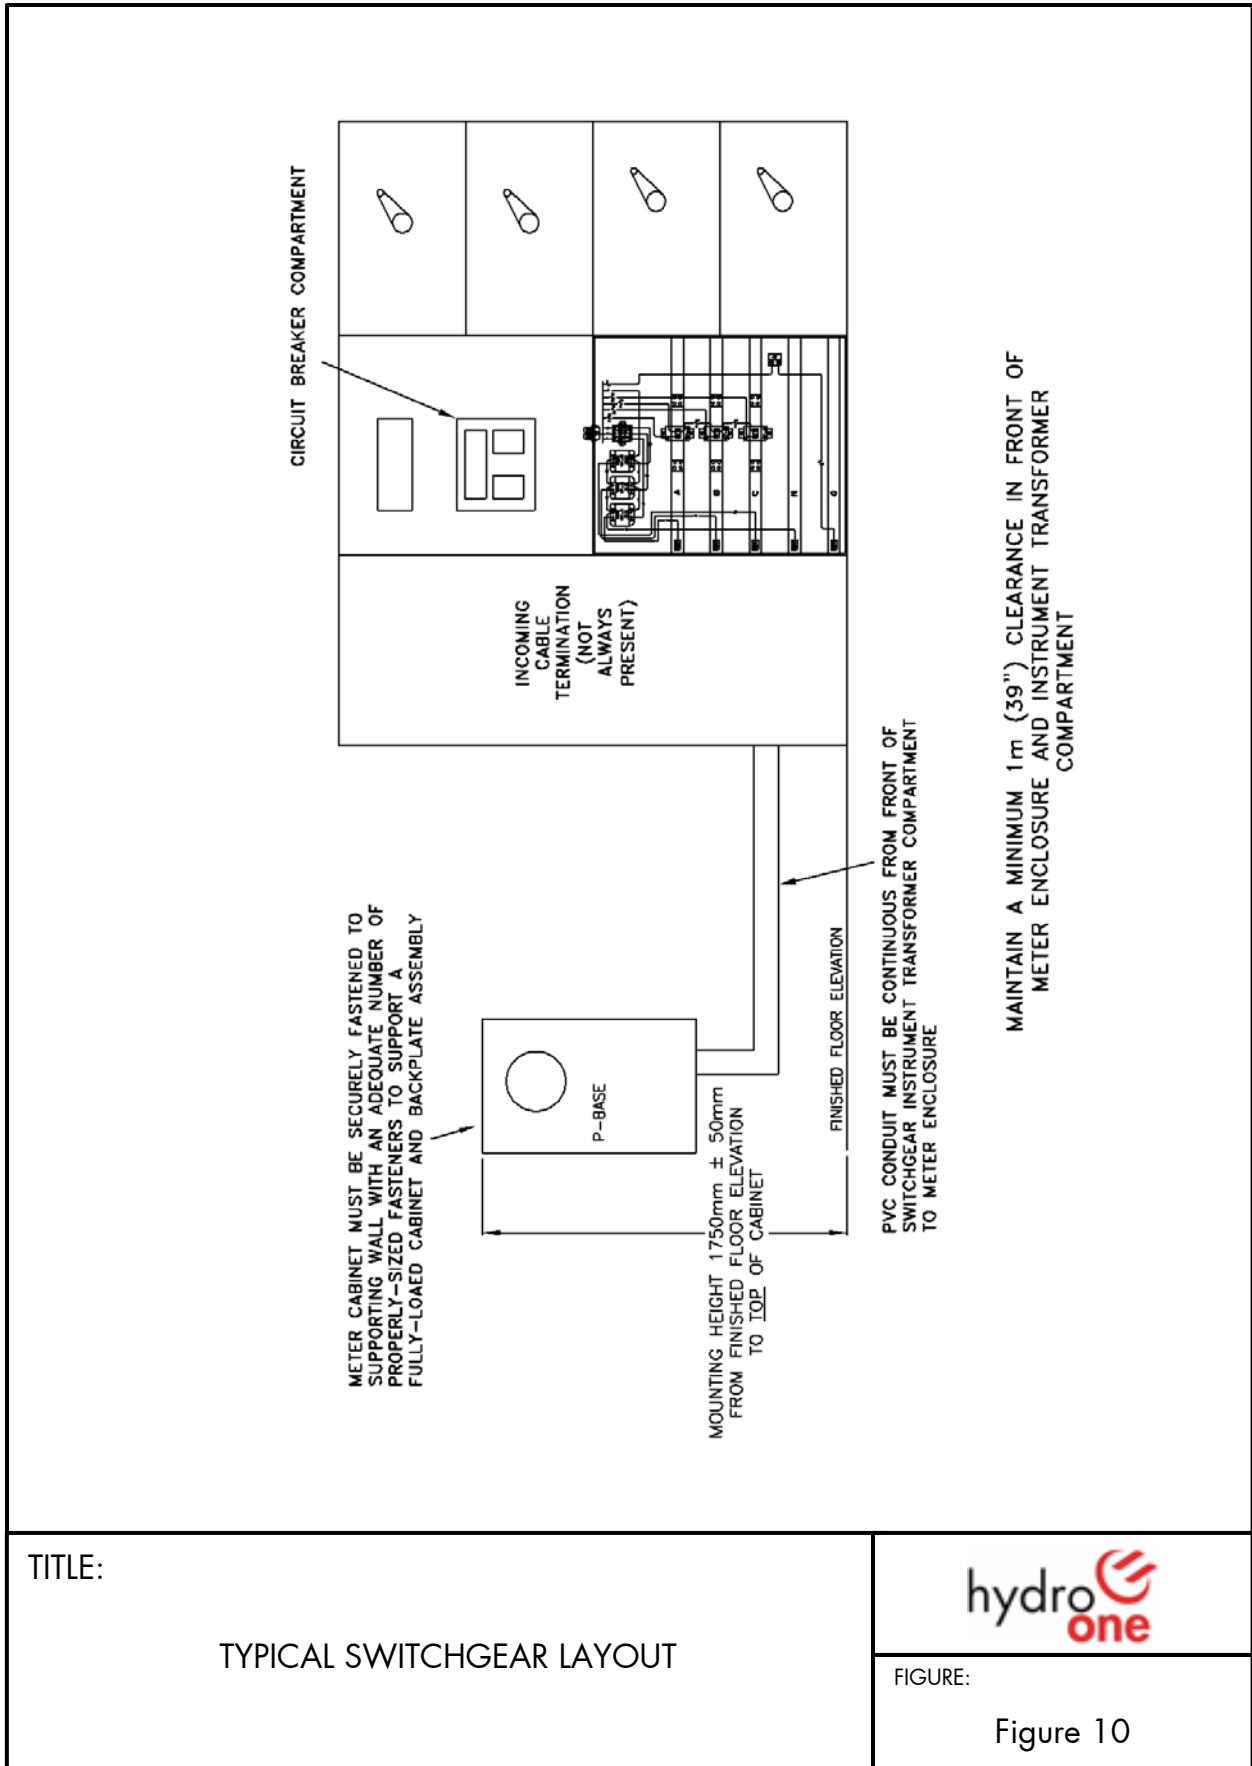 CIRCUIT BREAKER COMPARTMENT
INCOMING
CABLE
TERMINATION
(NOT
ALWAYS
PRESENT)
A
B
C
N
G
METER CABINET MUST BE SECURELY FASTENED TO
SUPPORTING WALL WITH AN ADEQUATE NUMBER OF
PROPERLY-SIZED FASTENERS TO SUPPORT A
FULLY-LOAED CABINET AND BACKPLATE ASSEMBLY
P-BASE
MOUNTING HEIGHT 1750mm ± 50mm
FROM FINISHED FLOOR ELEVATION
TO TOP OF CABINET
FINISHED FLOOR ELEVATION
PVC CONDUIT MUST BE CONTINUOUS FROM FRONT OF
SWITCHGEAR INSTRUMENT TRANSFORMER COMPARTMENT
TO METER ENCLOSURE
MAINTAIN A MINIMUM 1m (39") CLEARANCE IN FRONT OF
METER ENCLOSURE AND INSTRUMENT TRANSFORMER
COMPARTMENT
TITLE:
TYPICAL SWITCHGEAR LAYOUT
hydro
one
FIGURE:
Figure 10